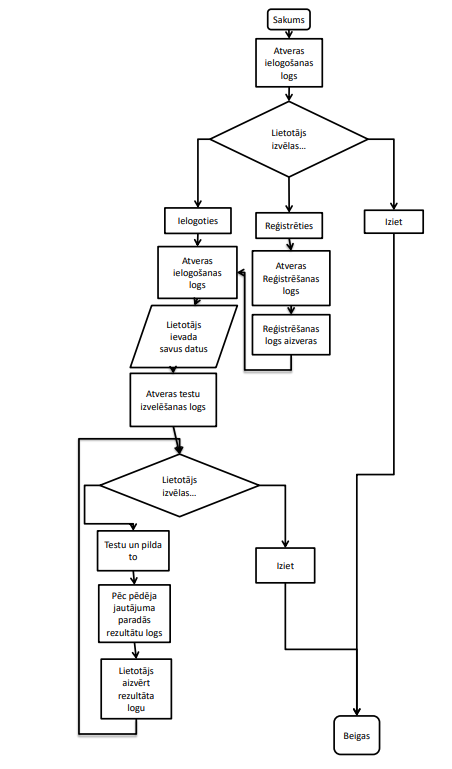 Sakums
Atveras
ielogošanas
logs
Lietotājs
izvēlas...
Ielogoties
Reģistrēties
Iziet
Atveras
ielogošanas
logs
Atveras
Reģistrēšanas
logs
Reģistrēšanas
logs aizveras
Lietotājs
ievada
savus datus
Atveras testu
izvelēšanas logs
Lietotājs
izvēlas...
Testu un pilda
to
Iziet
Pēc pēdēja
jautājuma
paradās
rezultātu logs
Lietotājs
aizvērt
rezultāta
logu
Beigas